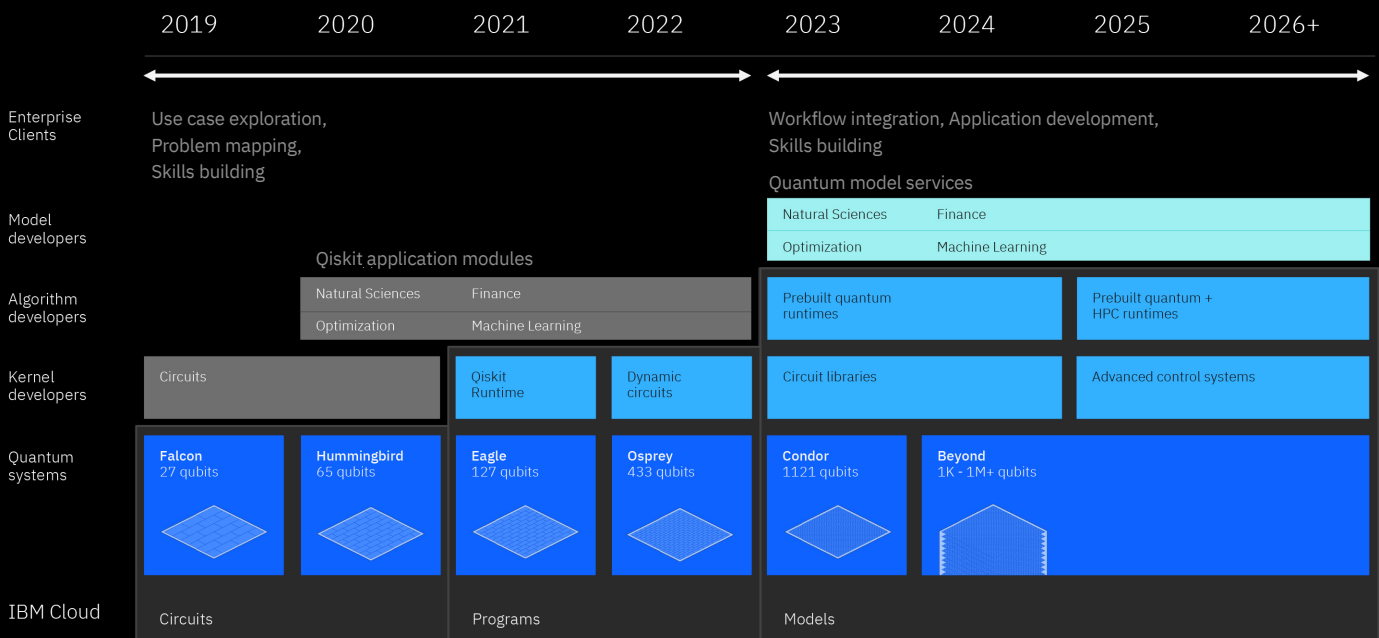 2019 2020 2021 2022 2023 2024 2025 2026+
Enterprise
Clients
Use case exploration,
Problem mapping,
Skills building
Workflow integration, Application development,
Skills building
Model
developers
Quantum model services
Natural Sciences Finance
Optimization Machine Learning
Algorithm
developers
Qiskit application modules
Natural Sciences Finance
Optimization Machine Learning
Prebuilt quantum
runtimes
Prebuilt quantum +
HPC runtimes
Kernel
developers
Circuits
Qiskit
Runtime
Dynamic
circuits
Circuit libraries
Advanced control systems
Quantum
systems
Falcon
27 qubits
Hummingbird
65 qubits
Eagle
127 qubits
Osprey
433 qubits
Condor
1121 qubits
Beyond
1K - 1M+ qubits
IBM Cloud
Circuits
Programs
Models